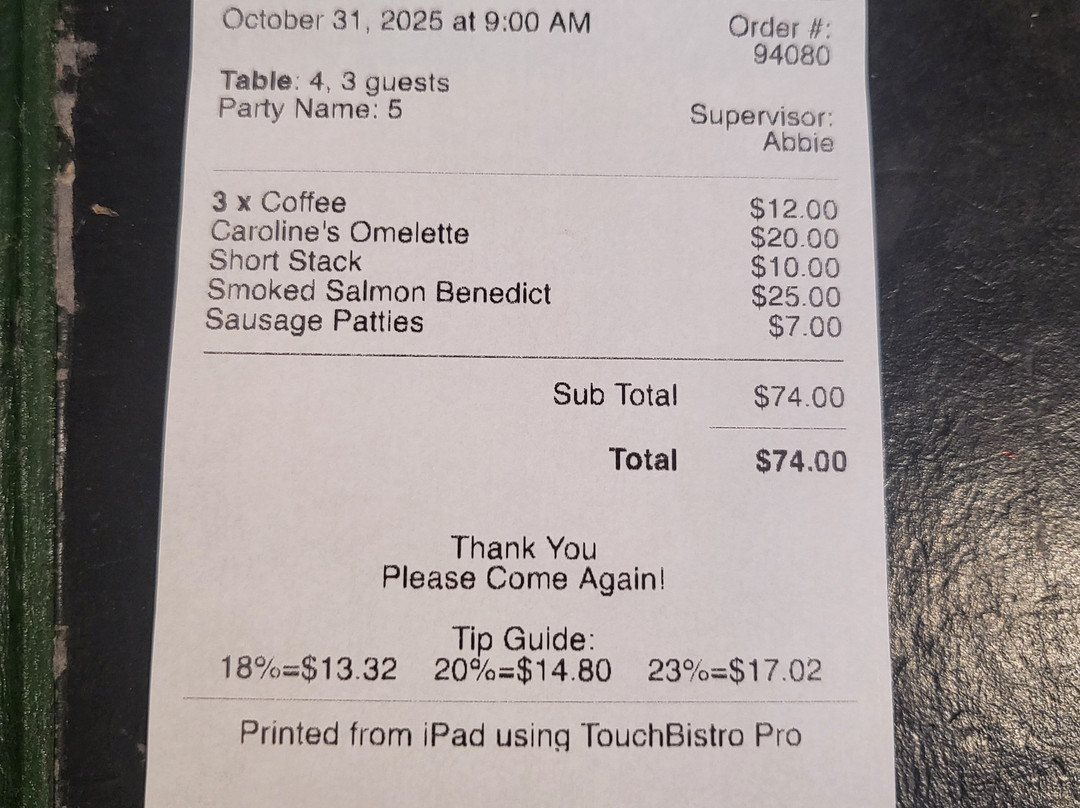 October 31, 2025 at 9:00 AM
Order #:
94080
Table: 4, 3 guests
Party Name: 5
Supervisor:
Abbie
3 x Coffee $12.00
Caroline's Omelette $20.00
Short Stack $10.00
Smoked Salmon Benedict $25.00
Sausage Patties $7.00
Sub Total $74.00
Total $74.00
Thank You
Please Come Again!
Tip Guide:
18%=$13.32 20%=$14.80 23%=$17.02
Printed from iPad using TouchBistro Pro